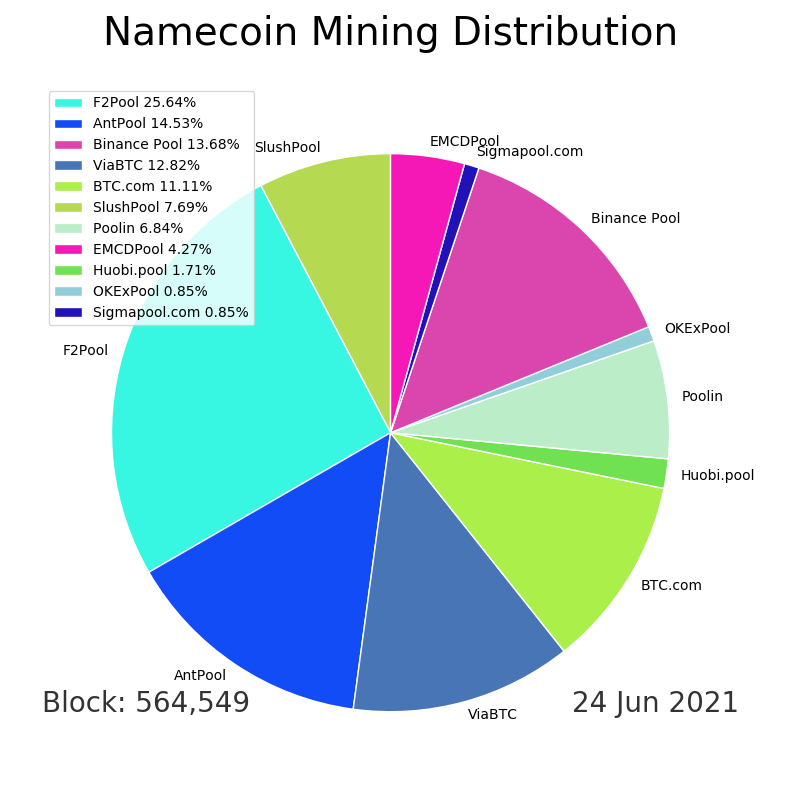 Namecoin Mining Distribution
F2Pool 25.64%
AntPool 14.53%
Binance Pool 13.68%
ViaBTC 12.82%
BTC.com 11.11%
SlushPool 7.69%
Poolin 6.84%
EMCDPool 4.27%
Huobi.pool 1.71%
OKExPool 0.85%
Sigmapool.com 0.85%
SlushPool
EMCDPool
Sigmapool.com
Binance Pool
OKExPool
F2Pool
Poolin
Huobi.pool
BTC.com
AntPool
ViaBTC
Block: 564,549
24 Jun 2021